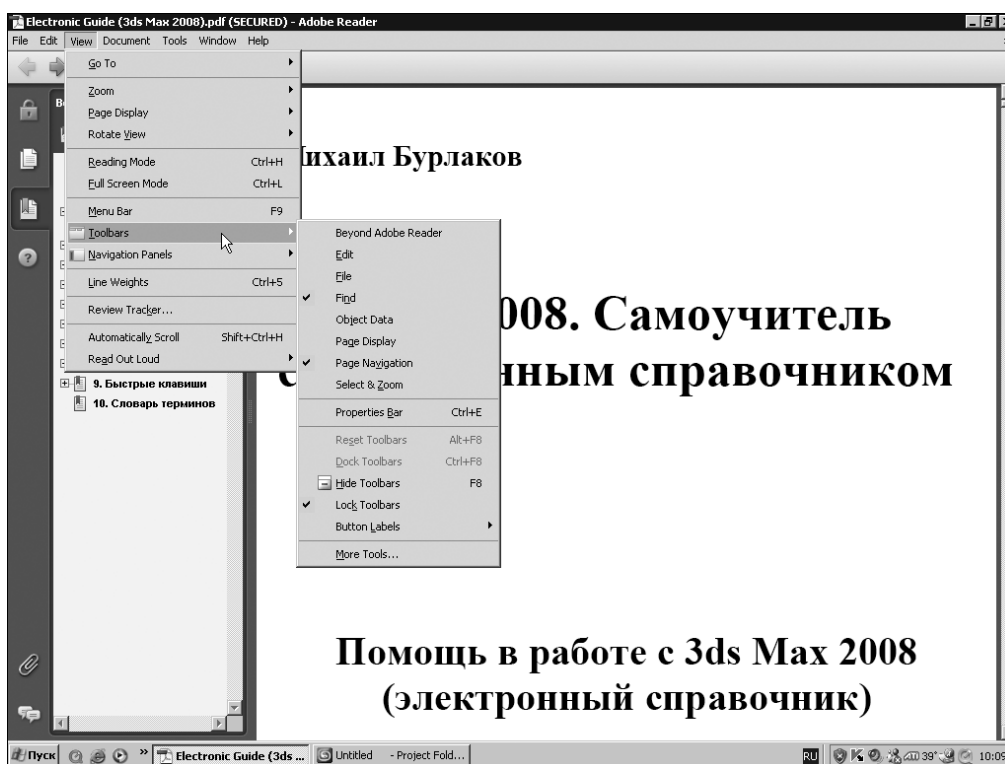 Electronic Guide (3ds Max 2008).pdf (SECURED) - Adobe Reader
File Edit View Document Tools Window Help
Go To
Zoom
Page Display
Rotate View
Reading Mode Ctrl+H
Full Screen Mode Ctrl+L
Menu Bar F9
Toolbars
Navigation Panels
Line Weights Ctrl+5
Review Tracker...
Automatically Scroll Shift+Ctrl+H
Read Out Loud
Beyond Adobe Reader
Edit
File
Find
Object Data
Page Display
Page Navigation
Select & Zoom
Properties Bar Ctrl+E
Reset Toolbars Alt+F8
Dock Toolbars Ctrl+F8
Hide Toolbars F8
Lock Toolbars
Button Labels
More Tools...
9. Быстрые клавиши
10. Словарь терминов
Бурлаков
008. Самоучитель
справочником
Помощь в работе с 3ds Max 2008
(электронный справочник)
Пуск
Electronic Guide (3ds ...
Untitled - Project Fold...
RU
39°
10:09